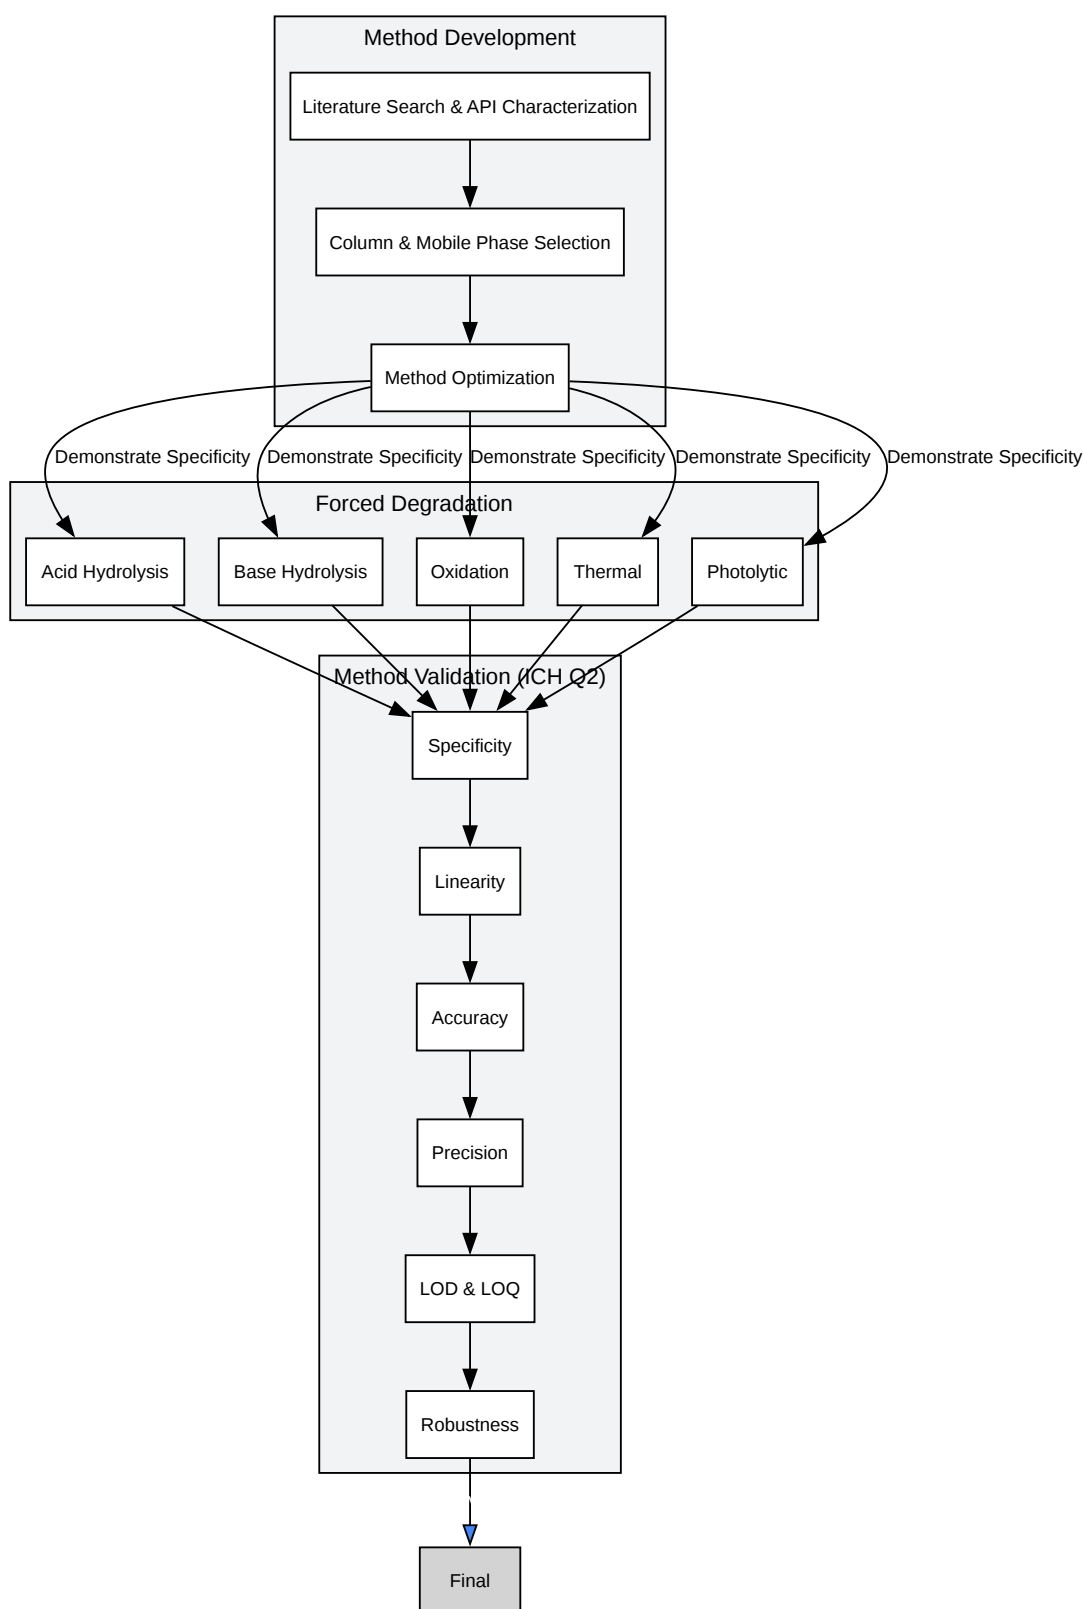 Method Development
Literature Search & API Characterization
Column & Mobile Phase Selection
Method Optimization
Demonstrate Specificity
Demonstrate Specificity
Demonstrate Specificity
Demonstrate Specificity
Demonstrate Specificity
Forced Degradation
Acid Hydrolysis
Base Hydrolysis
Oxidation
Thermal
Photolytic
Method Validation (ICH Q2)
Specificity
Linearity
Accuracy
Precision
LOD & LOQ
Robustness
Final